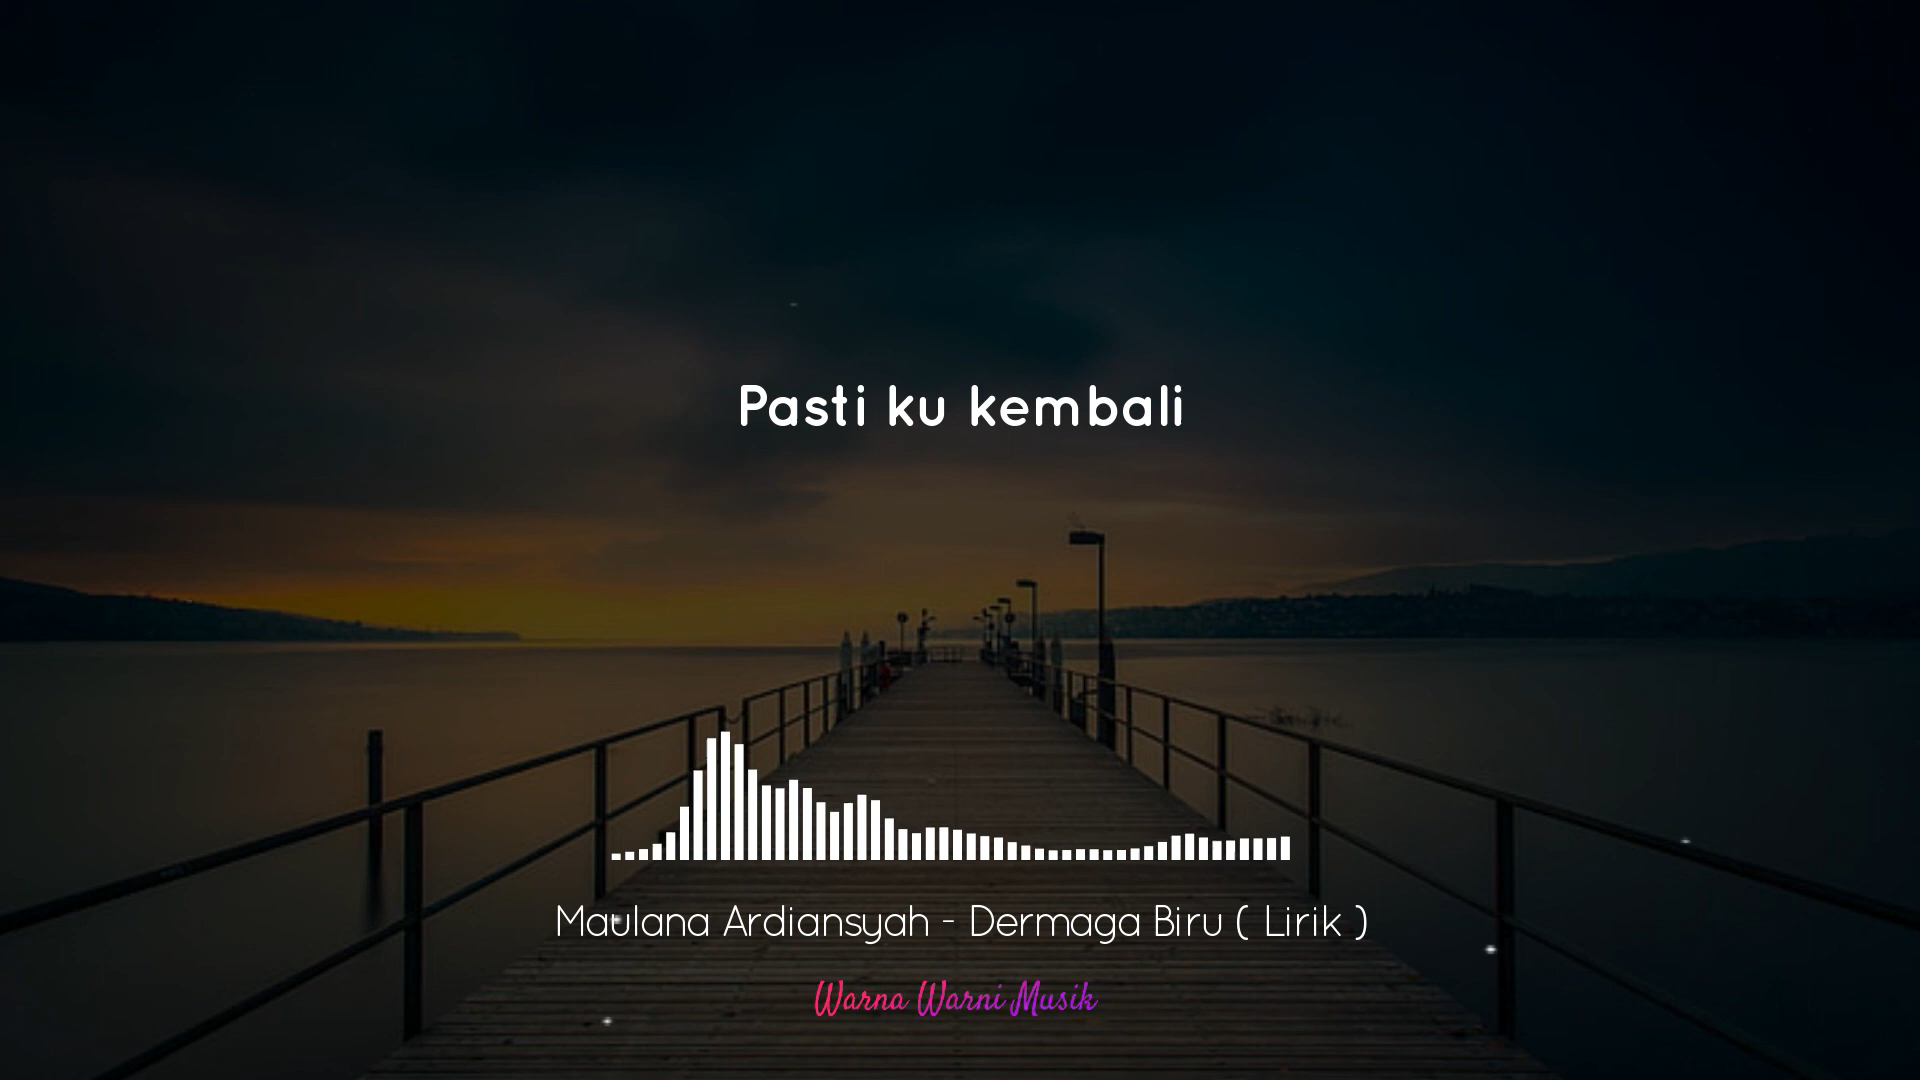 Pasti ku kembali
Maulana Ardiansyah - Dermaga Biru ( Lirik )
Warna Warni Musik